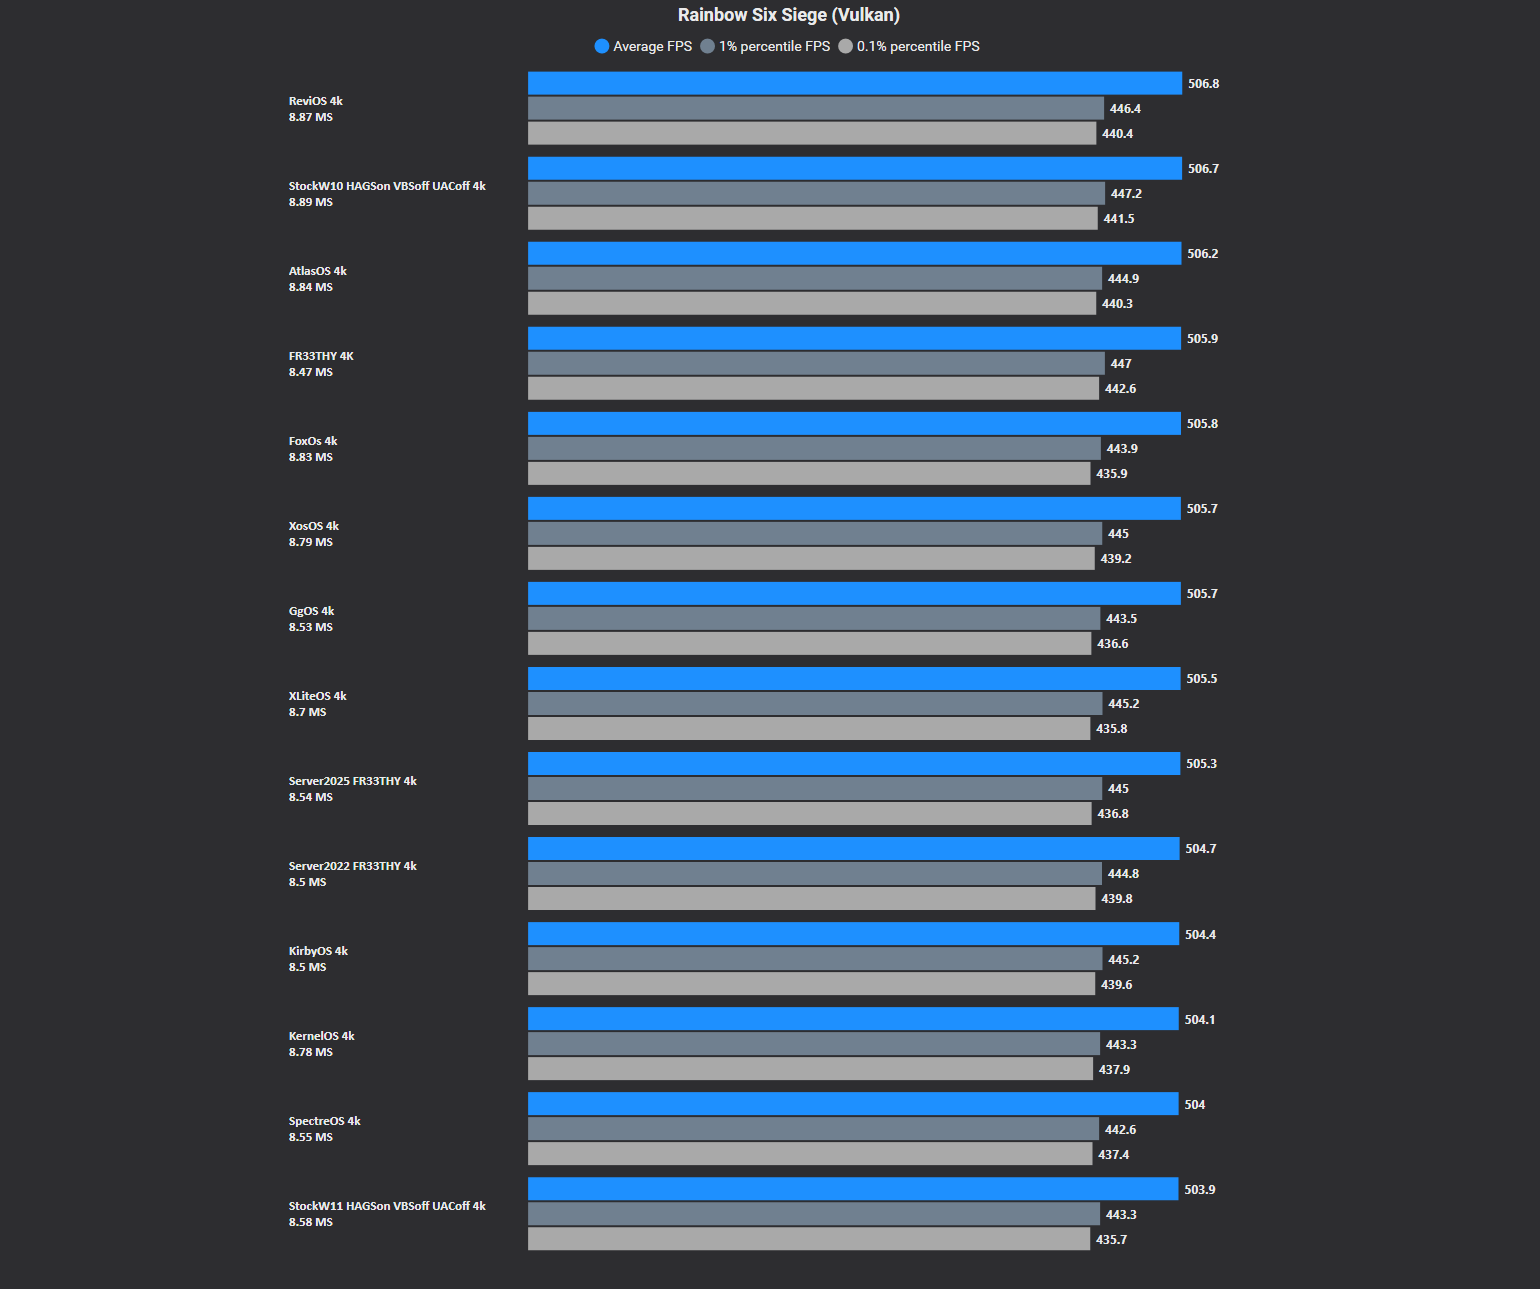 Rainbow Six Siege (Vulkan)
Average FPS 1% percentile FPS 0.1% percentile FPS
ReviOS 4k
8.87 MS
506.8
446.4
440.4
StockW10 HAGSon VBSoff UACoff 4k
8.89 MS
506.7
447.2
441.5
AtlasOS 4k
8.84 MS
506.2
444.9
440.3
FR33THY 4K
8.47 MS
505.9
447
442.6
FoxOs 4k
8.83 MS
505.8
443.9
435.9
XosOS 4k
8.79 MS
505.7
445
439.2
GgOS 4k
8.53 MS
505.7
443.5
436.6
XLiteOS 4k
8.7 MS
505.5
445.2
435.8
Server2025 FR33THY 4k
8.54 MS
505.3
445
436.8
Server2022 FR33THY 4k
8.5 MS
504.7
444.8
439.8
KirbyOS 4k
8.5 MS
504.4
445.2
439.6
KernelOS 4k
8.78 MS
504.1
443.3
437.9
SpectreOS 4k
8.55 MS
504
442.6
437.4
StockW11 HAGSon VBSoff UACoff 4k
8.58 MS
503.9
443.3
435.7